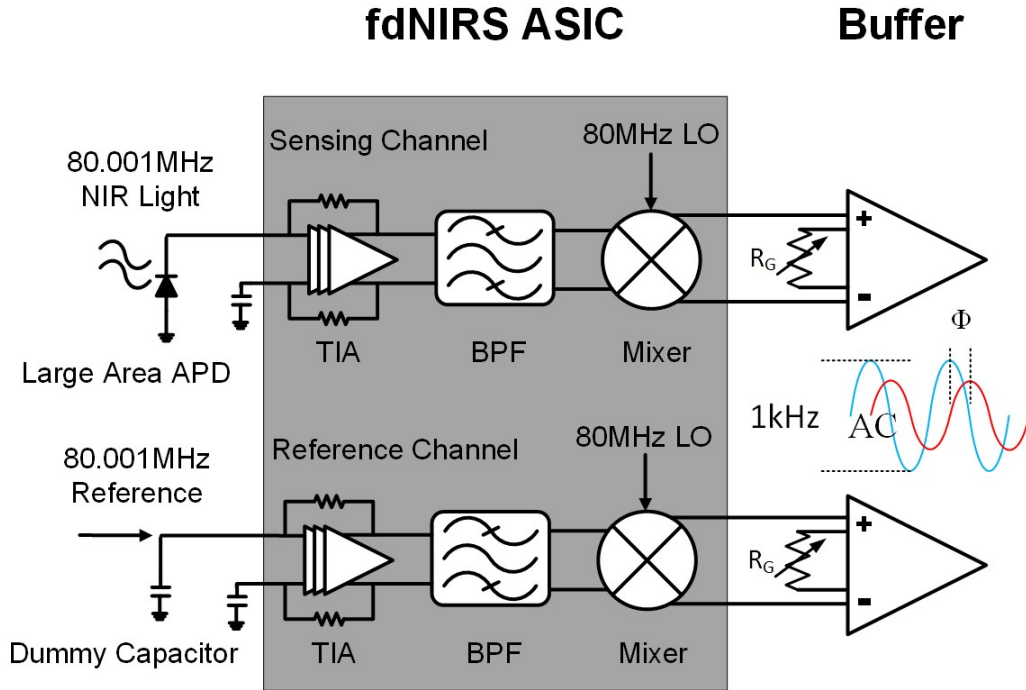 fdNIRS ASIC
Buffer
Sensing Channel
80MHz LO
80.001MHz
NIR Light
+
R_G
-
Φ
TIA
BPF
Mixer
Large Area APD
1kHz
AC
Reference Channel
80MHz LO
80.001MHz
Reference
+
R_G
-
Dummy Capacitor
TIA
BPF
Mixer